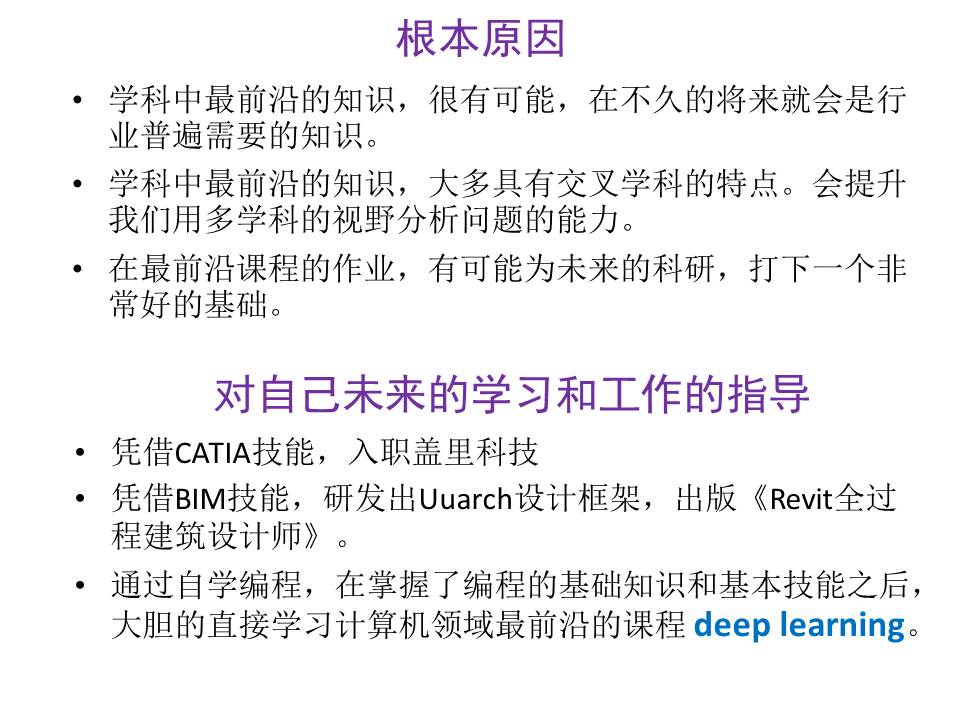 根本原因
• 学科中最前沿的知识，很有可能，在不久的将来就会是行
业普遍需要的知识。
• 学科中最前沿的知识，大多具有交叉学科的特点。会提升
我们用多学科的视野分析问题的能力。
• 在最前沿课程的作业，有可能为未来的科研，打下一个非
常好的基础。
对自己未来的学习和工作的指导
• 凭借CATIA技能，入职盖里科技
• 凭借BIM技能，研发出Uuarch设计框架，出版《Revit全过
程建筑设计师》。
• 通过自学编程，在掌握了编程的基础知识和基本技能之后，
大胆的直接学习计算机领域最前沿的课程 deep learning。